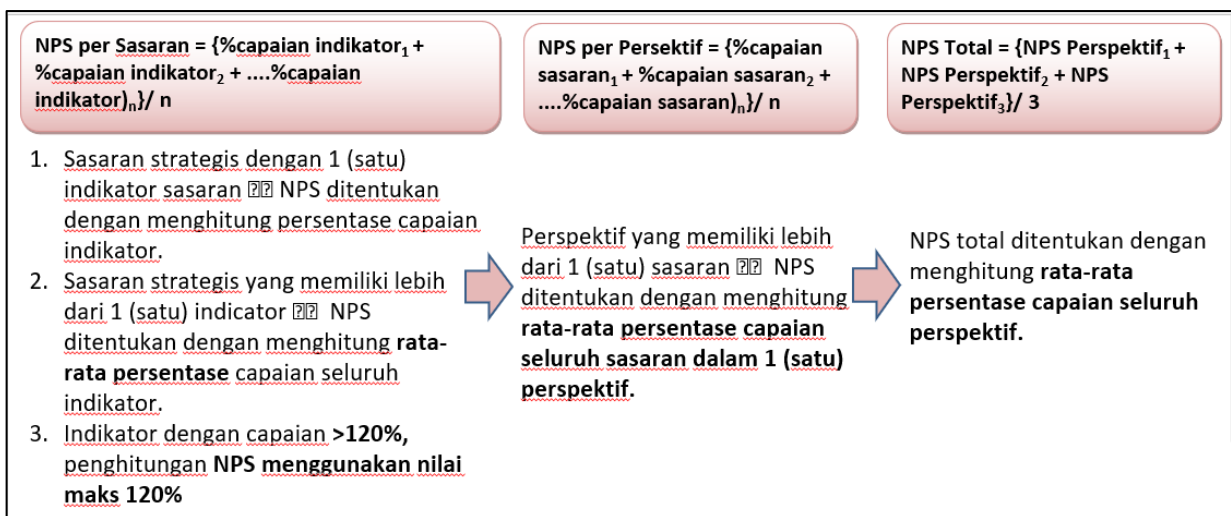 NPS per Sasaran = {%capaian indikator₁ +
%capaian indikator₂ + ....%capaian
indikator)ₙ}/ n
NPS per Persektif = {%capaian
sasaran₁ + %capaian sasaran₂ +
....%capaian sasaran)ₙ}/ n
NPS Total = {NPS Perspektif₁ +
NPS Perspektif₂ + NPS
Perspektif₃}/ 3
1. Sasaran strategis dengan 1 (satu)
indikator sasaran ⍰⍰ NPS ditentukan
dengan menghitung persentase capaian
indikator.
2. Sasaran strategis yang memiliki lebih
dari 1 (satu) indicator ⍰⍰ NPS
ditentukan dengan menghitung rata-
rata persentase capaian seluruh
indikator.
3. Indikator dengan capaian >120%,
penghitungan NPS menggunakan nilai
maks 120%
Perspektif yang memiliki lebih
dari 1 (satu) sasaran ⍰⍰ NPS
ditentukan dengan menghitung
rata-rata persentase capaian
seluruh sasaran dalam 1 (satu)
perspektif.
NPS total ditentukan dengan
menghitung rata-rata
persentase capaian seluruh
perspektif.